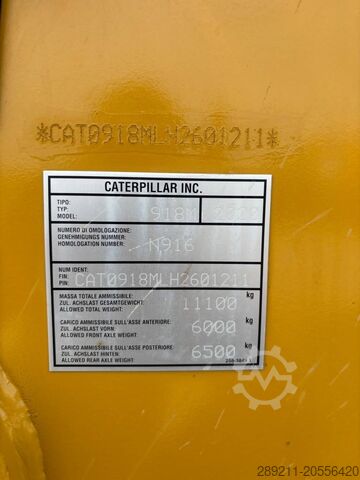 *CAT0918MLH2601211*
CATERPILLAR INC.
TIPO:
TYP:
MODEL:
918M
NUMERO DI OMOLOGAZIONE:
GENEHMIGUNGS NUMMER:
HOMOLOGATION NUMBER:
N916
NUM IDENT:
FIN:
PIN:
CAT0918MLH2601211
MASSA TOTALE AMMISSIBILE:
ZUL. ACHSLAST GESAMTGEWICHT:
ALLOWED TOTAL WEIGHT:
11100 kg
CARICO AMMISSIBILE SULL'ASSE ANTERIORE:
ZUL. ACHSLAST VORN:
ALLOWED FRONT AXLE WEIGHT:
6000 kg
CARICO AMMISSIBILE SULL'ASSE POSTERIORE:
ZUL. ACHSLAST HINTEN:
ALLOWED REAR AXLE WEIGHT:
6500 kg
289211-20556420